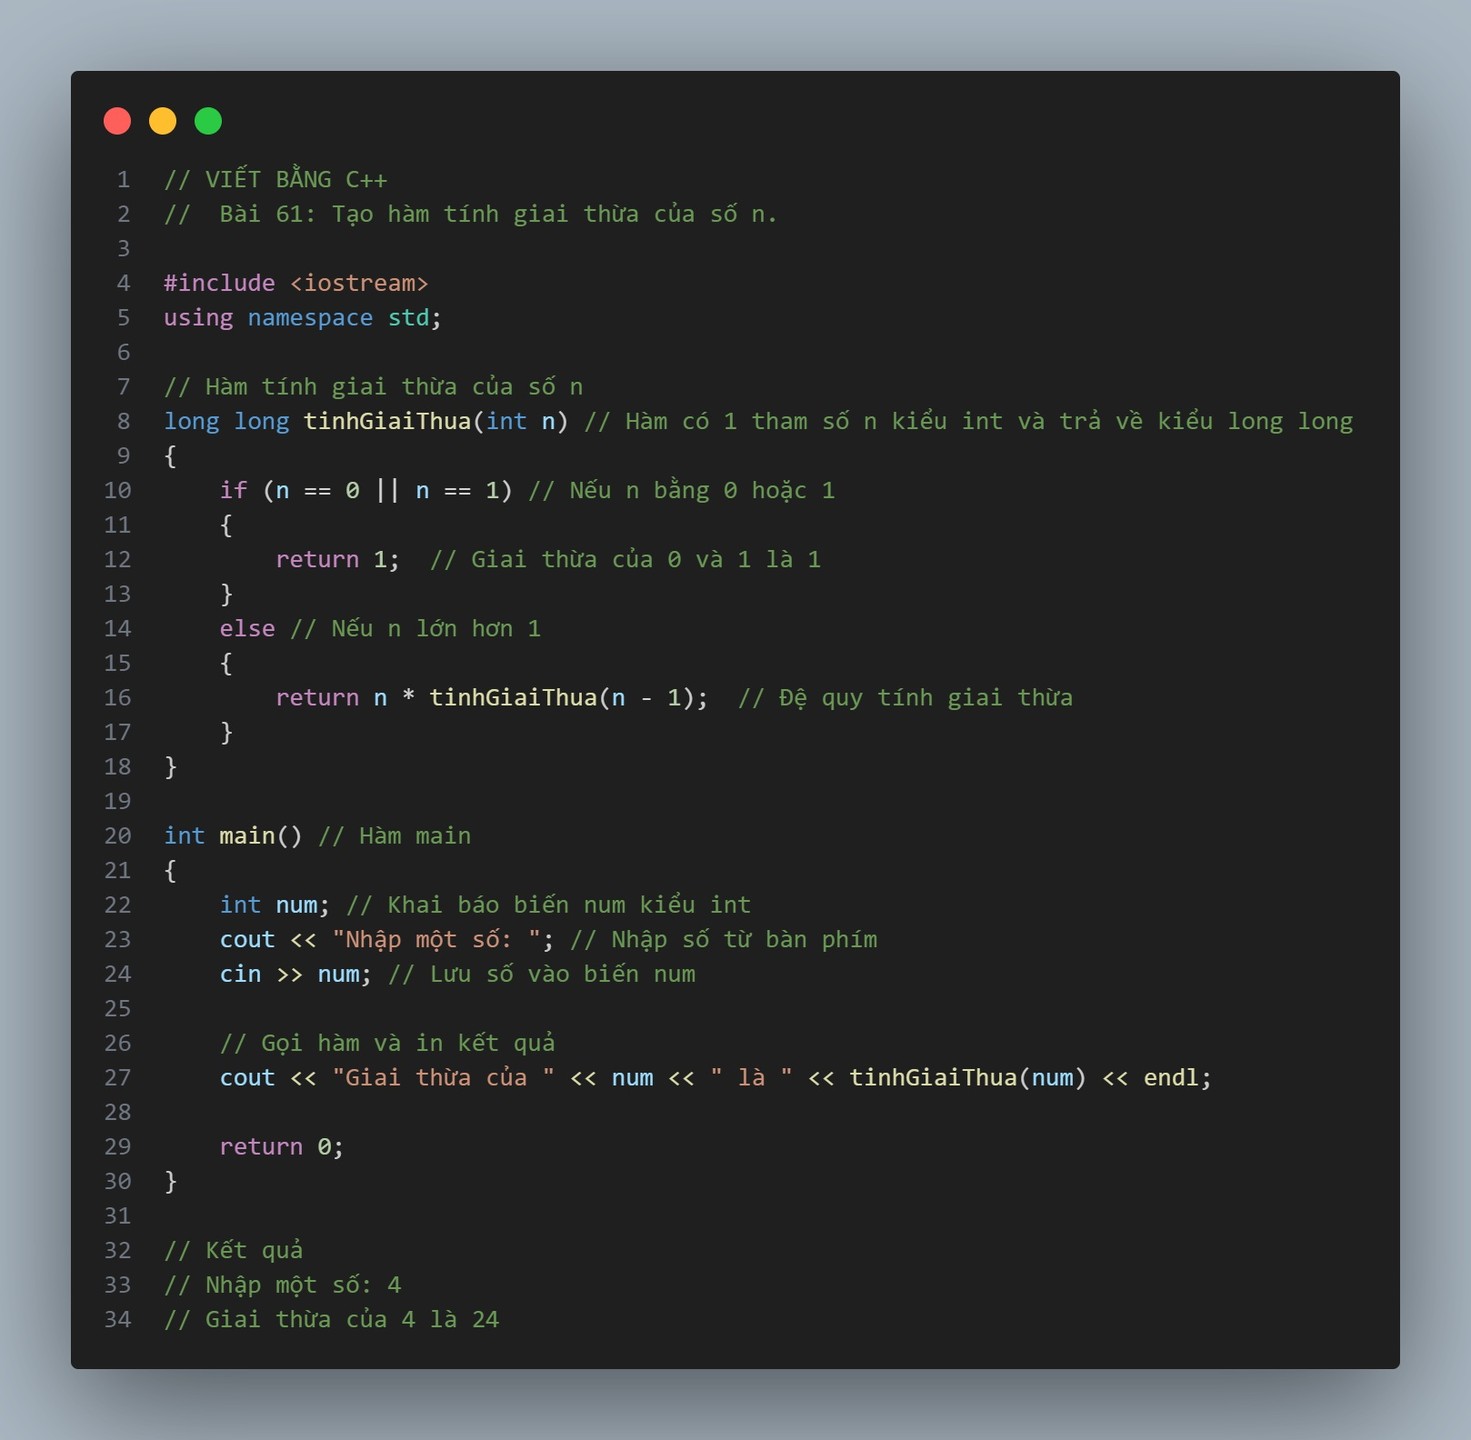 1 // VIẾT BẰNG C++
2 //  Bài 61: Tạo hàm tính giai thừa của số n.
3
4 #include <iostream>
5 using namespace std;
6
7 // Hàm tính giai thừa của số n
8 long long tinhGiaiThua(int n) // Hàm có 1 tham số n kiểu int và trả về kiểu long long
9 {
10     if (n == 0 || n == 1) // Nếu n bằng 0 hoặc 1
11     {
12         return 1;  // Giai thừa của 0 và 1 là 1
13     }
14     else // Nếu n lớn hơn 1
15     {
16         return n * tinhGiaiThua(n - 1);  // Đệ quy tính giai thừa
17     }
18 }
19
20 int main() // Hàm main
21 {
22     int num; // Khai báo biến num kiểu int
23     cout << "Nhập một số: "; // Nhập số từ bàn phím
24     cin >> num; // Lưu số vào biến num
25
26     // Gọi hàm và in kết quả
27     cout << "Giai thừa của " << num << " là " << tinhGiaiThua(num) << endl;
28
29     return 0;
30 }
31
32 // Kết quả
33 // Nhập một số: 4
34 // Giai thừa của 4 là 24